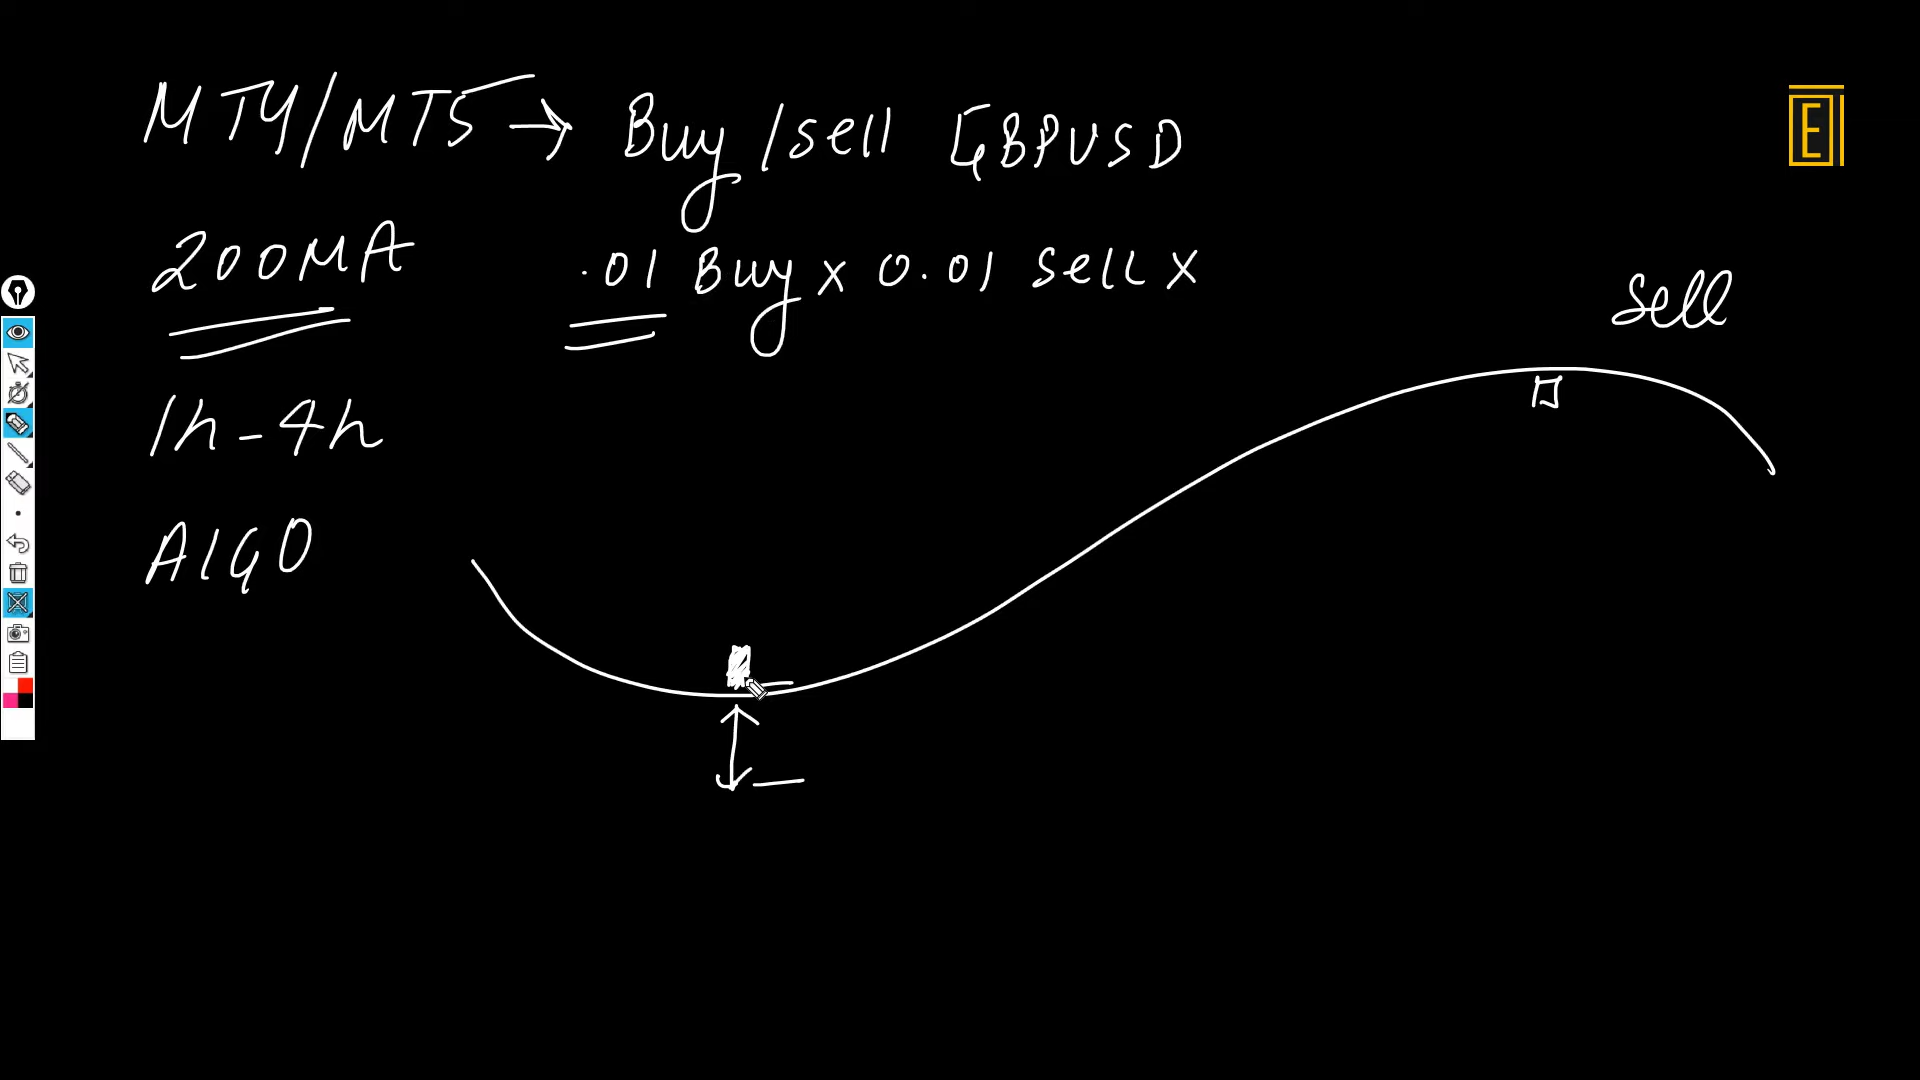 MT4/MT5 → Buy/sell GBPUSD
200MA .01 Buy x 0.01 sell x
sell
1h-4h
ALGO
E